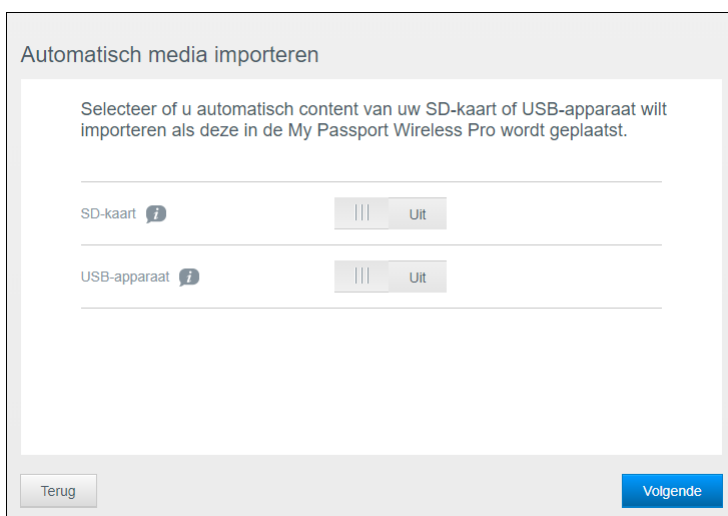 Automatisch media importeren
Selecteer of u automatisch content van uw SD-kaart of USB-apparaat wilt
importeren als deze in de My Passport Wireless Pro wordt geplaatst.
SD-kaart i Uit
USB-apparaat i Uit
Terug Volgende